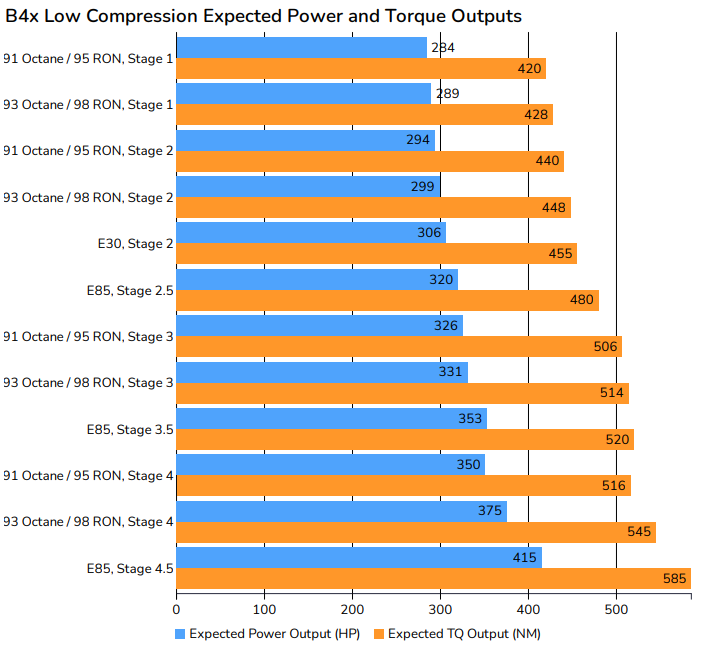 B4x Low Compression Expected Power and Torque Outputs
91 Octane / 95 RON, Stage 1
284
420
93 Octane / 98 RON, Stage 1
289
428
91 Octane / 95 RON, Stage 2
294
440
93 Octane / 98 RON, Stage 2
299
448
E30, Stage 2
306
455
E85, Stage 2.5
320
480
91 Octane / 95 RON, Stage 3
326
506
93 Octane / 98 RON, Stage 3
331
514
E85, Stage 3.5
353
520
91 Octane / 95 RON, Stage 4
350
516
93 Octane / 98 RON, Stage 4
375
545
E85, Stage 4.5
415
585
0 100 200 300 400 500
Expected Power Output (HP) Expected TQ Output (NM)